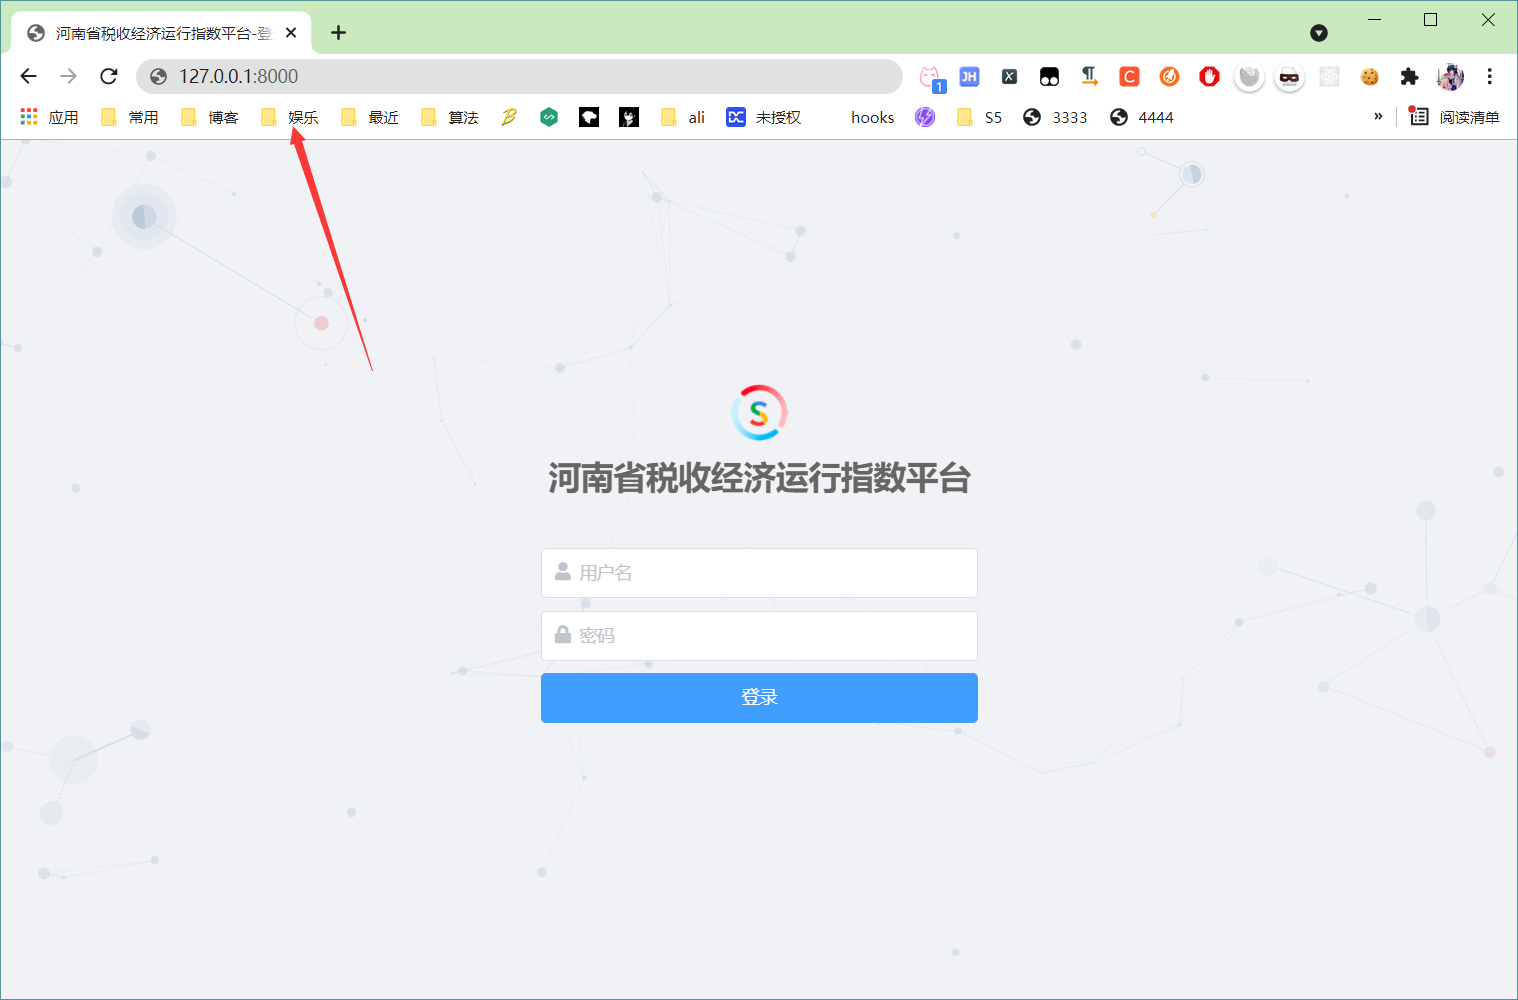 河南省税收经济运行指数平台-登
127.0.0.1:8000
1
JH
X
¶
C
应用
常用
博客
娱乐
最近
算法
B
ali
DC
未授权
hooks
S5
3333
4444
»
阅读清单
S
河南省税收经济运行指数平台
用户名
密码
登录